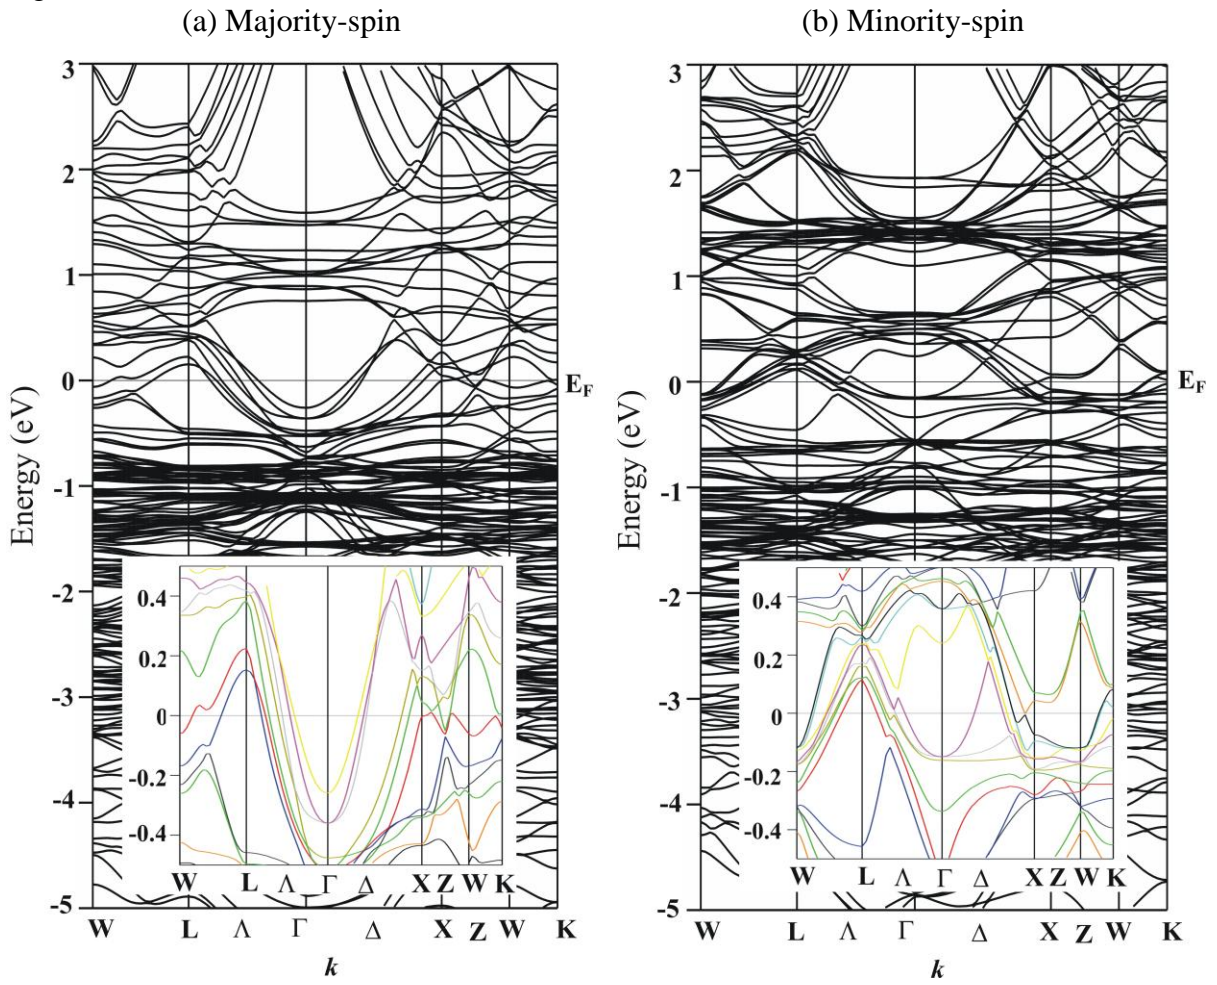 (a) Majority-spin
(b) Minority-spin
Energy (eV)
3
2
1
0
-1
-2
-3
-4
-5
E_F
0.4
0.2
0
-0.2
-0.4
W L Λ Γ Δ X Z W K
W L Λ Γ Δ X Z W K
k
Energy (eV)
3
2
1
0
-1
-2
-3
-4
-5
E_F
0.4
0.2
0
-0.2
-0.4
W L Λ Γ Δ X Z W K
W L Λ Γ Δ X Z W K
k